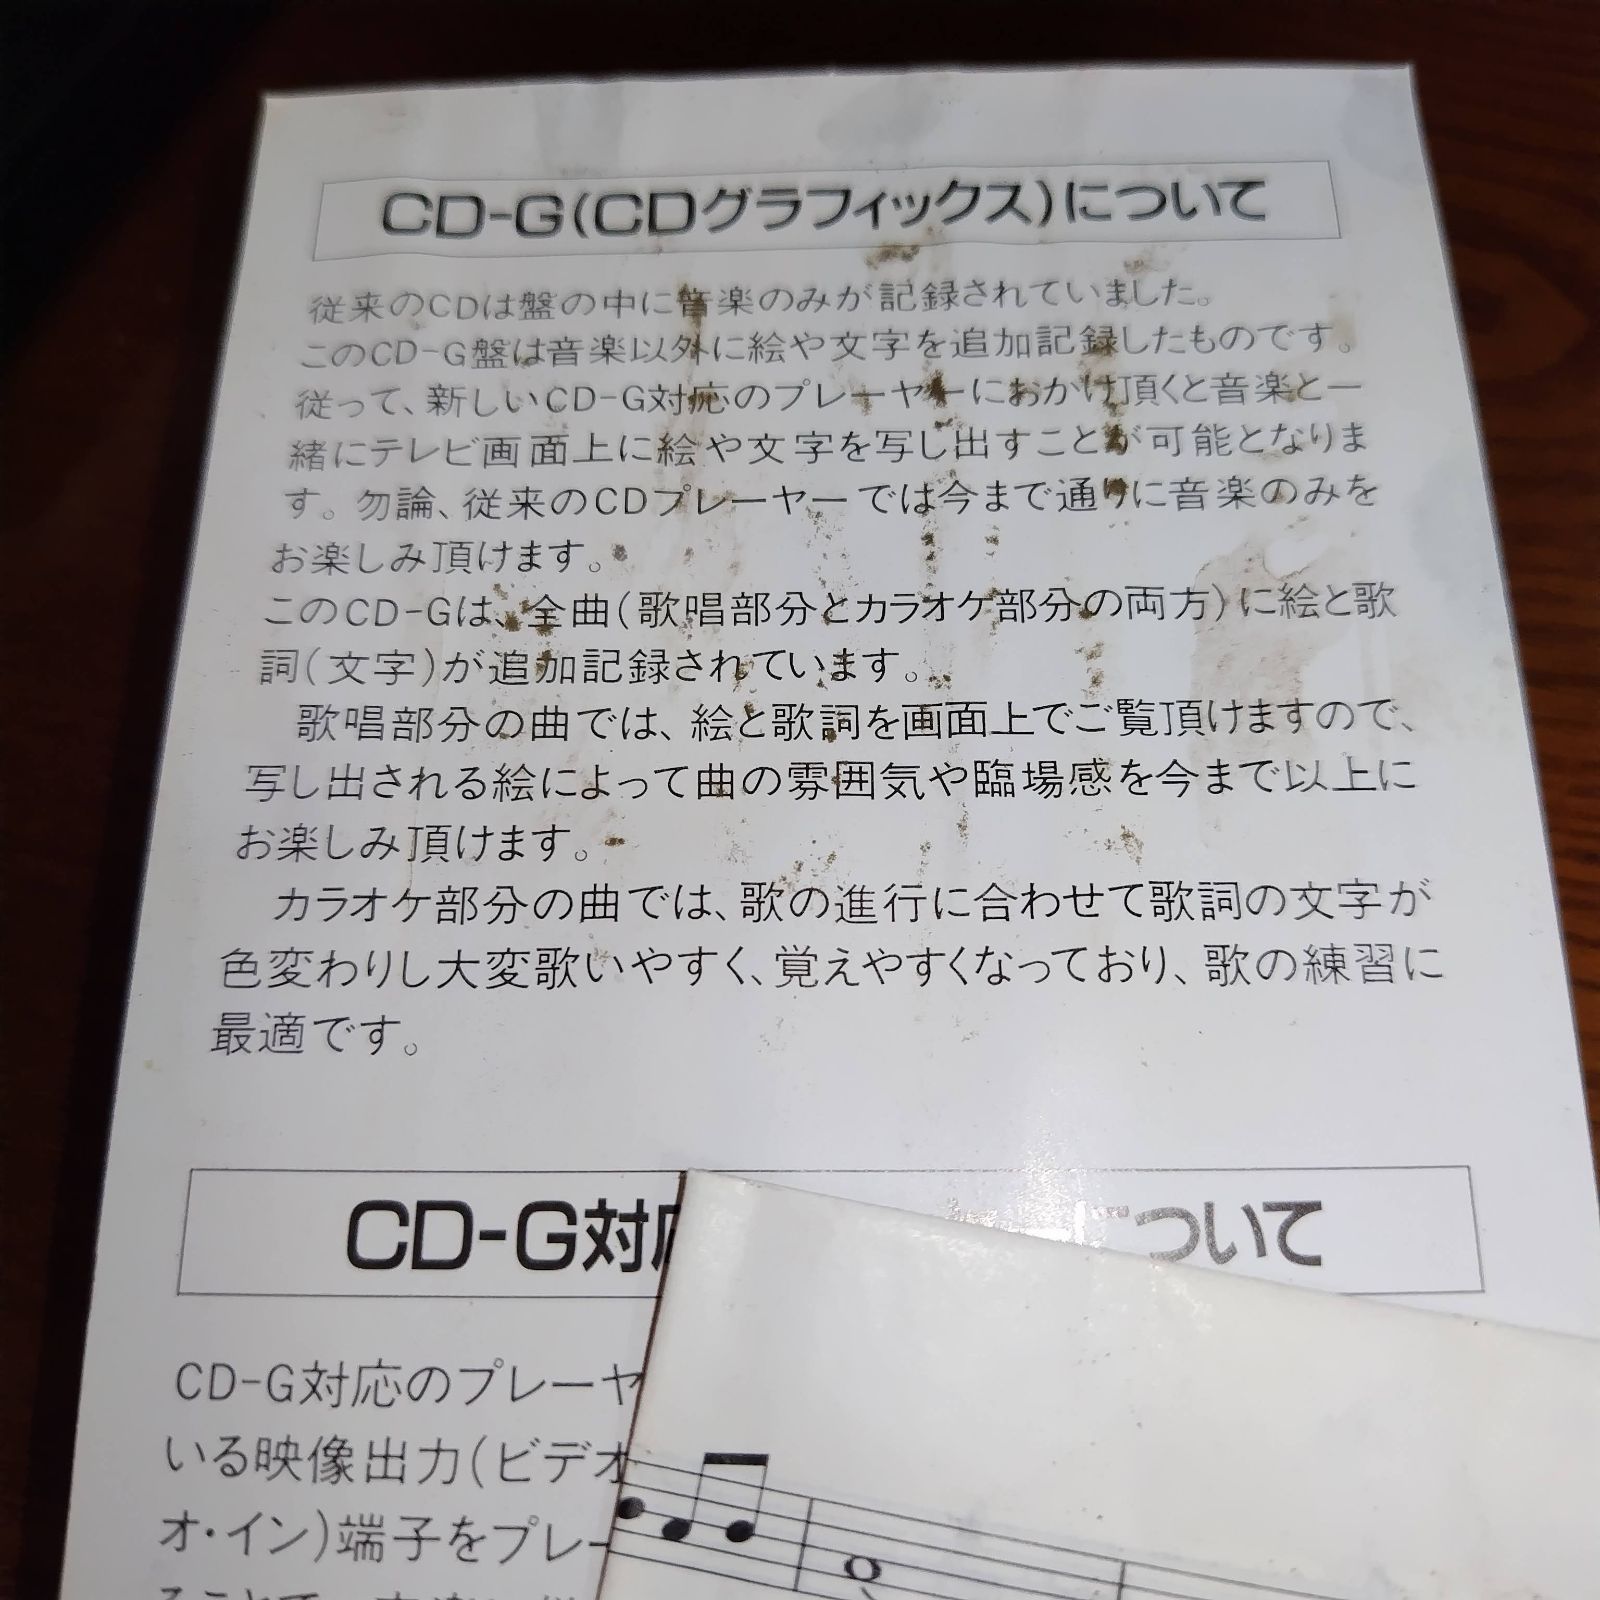 CD-G(CDグラフィックス)について
従来のCDは盤の中に音楽のみが記録されていました。
このCD-G盤は音楽以外に絵や文字を追加記録したものです。
従って、新しいCD-G対応のプレーヤーにおかけ頂くと音楽と一
緒にテレビ画面上に絵や文字を写し出すことが可能となりま
す。勿論、従来のCDプレーヤーでは今まで通りに音楽のみを
お楽しみ頂けます。
このCD-Gは、全曲(歌唱部分とカラオケ部分の両方)に絵と歌
詞(文字)が追加記録されています。
歌唱部分の曲では、絵と歌詞を画面上でご覧頂けますので、
写し出される絵によって曲の雰囲気や臨場感を今まで以上に
お楽しみ頂けます。
カラオケ部分の曲では、歌の進行に合わせて歌詞の文字が
色変わりし大変歌いやすく、覚えやすくなっており、歌の練習に
最適です。
CD-G対応 について
CD-G対応のプレーヤ
いる映像出力(ビデオ
オ・イン)端子をプレー